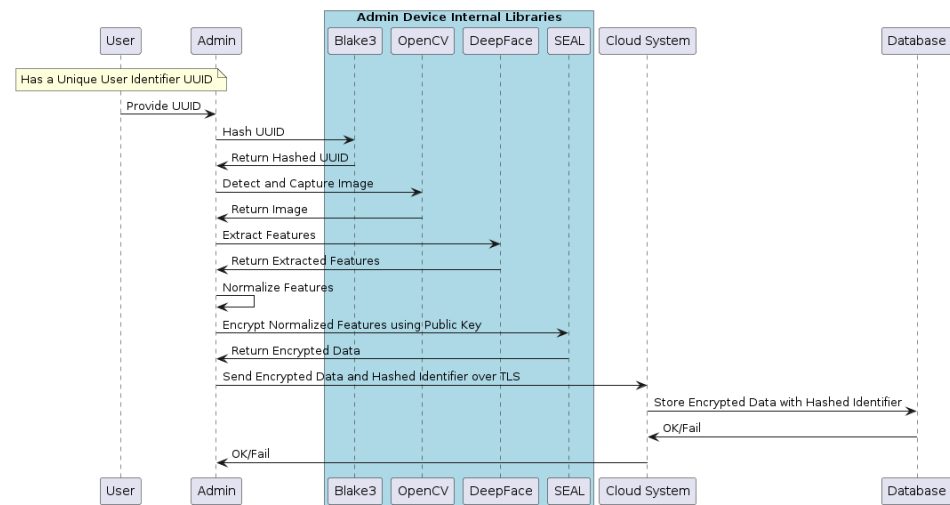 Admin Device Internal Libraries
User
Admin
Blake3
OpenCV
DeepFace
SEAL
Cloud System
Database
Has a Unique User Identifier UUID
Provide UUID
Hash UUID
Return Hashed UUID
Detect and Capture Image
Return Image
Extract Features
Return Extracted Features
Normalize Features
Encrypt Normalized Features using Public Key
Return Encrypted Data
Send Encrypted Data and Hashed Identifier over TLS
Store Encrypted Data with Hashed Identifier
OK/Fail
OK/Fail
User
Admin
Blake3
OpenCV
DeepFace
SEAL
Cloud System
Database